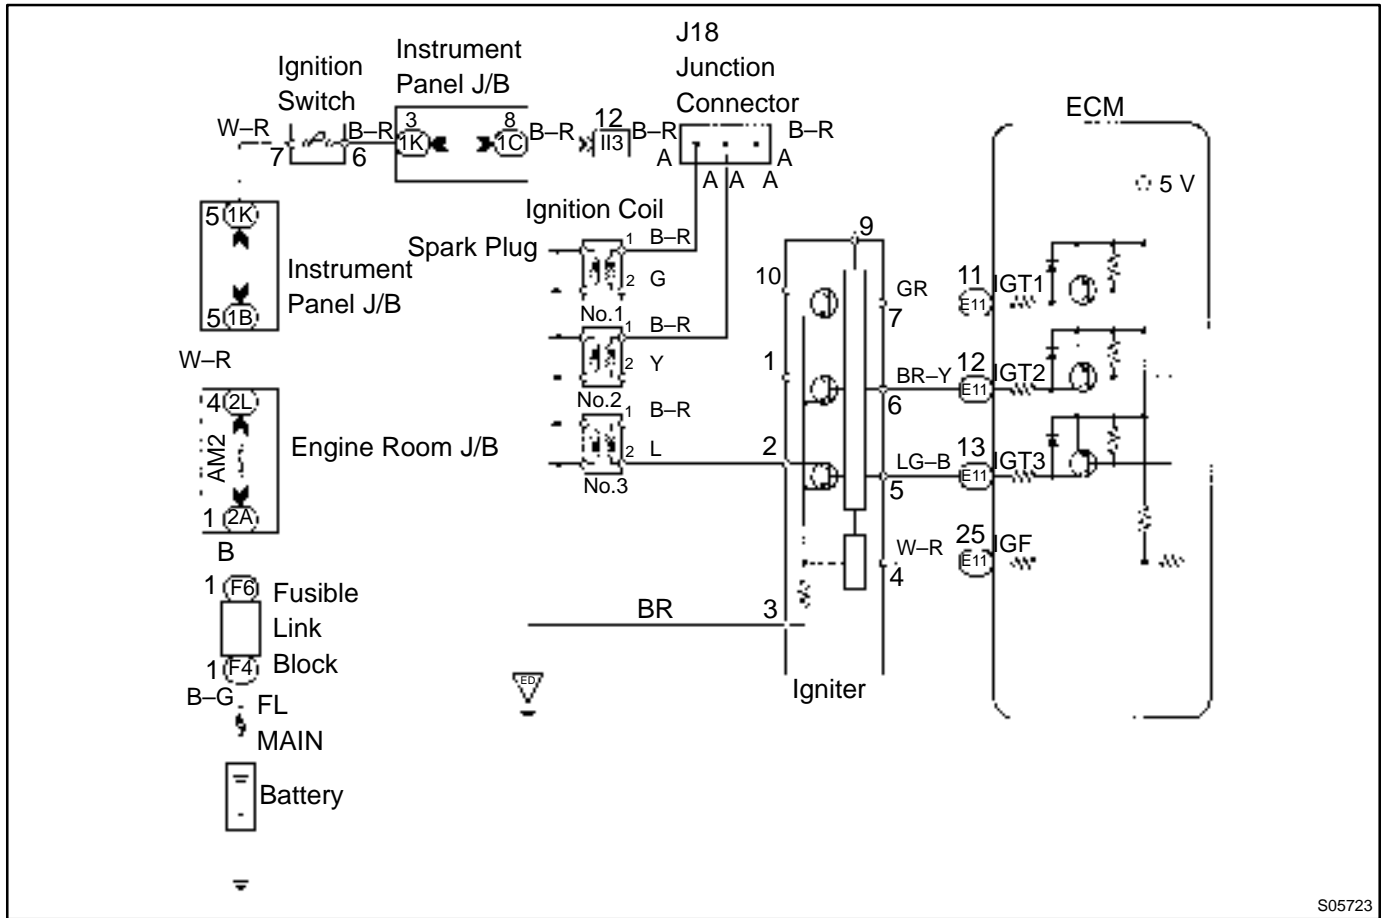 J18
Junction
Connector
Instrument
Panel J/B
Ignition
Switch
ECM
W–R
B–R
3
1K
8
1C
B–R
12
II3
B–R
B–R
7
6
A
A
A
A
A
5 V
5
1K
Instrument
Panel J/B
5
1B
W–R
4
2L
AM2
Engine Room J/B
1
2A
B
1
F6
Fusible
Link
Block
1
F4
B–G
FL
MAIN
Battery
Ignition Coil
Spark Plug
1
B–R
2
G
No.1
1
B–R
2
Y
No.2
1
B–R
2
L
No.3
9
10
GR
7
11
E11
IGT1
1
BR–Y
6
12
E11
IGT2
2
LG–B
5
13
E11
IGT3
W–R
4
25
E11
IGF
BR
3
ED
Igniter
S05723